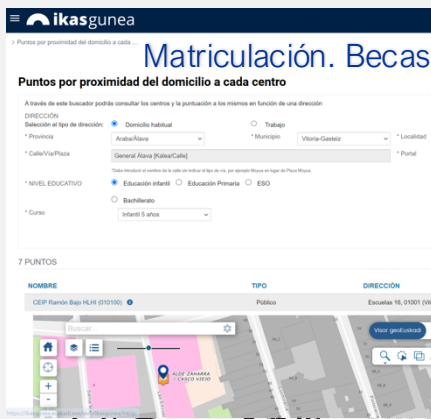 ikasgunea
> Puntos por proximidad del domicilio a cada ...
Matriculación. Becas
Puntos por proximidad del domicilio a cada centro
A través de este buscador podrás consultar los centros y la puntuación a los mismos en función de una dirección
DIRECCIÓN
Selección el tipo de dirección: Domicilio habitual Trabajo
* Provincia Araba/Álava * Municipio Vitoria-Gasteiz * Localidad
* Calle/Vía/Plaza General Álava [Kalea/Calle] * Portal
*Debe introducir el nombre de la calle sin indicar el tipo de vía, por ejemplo Moyua en lugar de Plaza Moyua.
* NIVEL EDUCATIVO Educación infantil Educación Primaria ESO
Bachillerato
* Curso Infantil 5 años
7 PUNTOS
NOMBRE TIPO DIRECCIÓN
CEIP Ramón Bajo HLHI (010100) Público Escuelas 16, 01001 (Vito
Buscar... Visor geoEuskadi
ALDE ZAHARRA
CASCO VIEJO
+
-